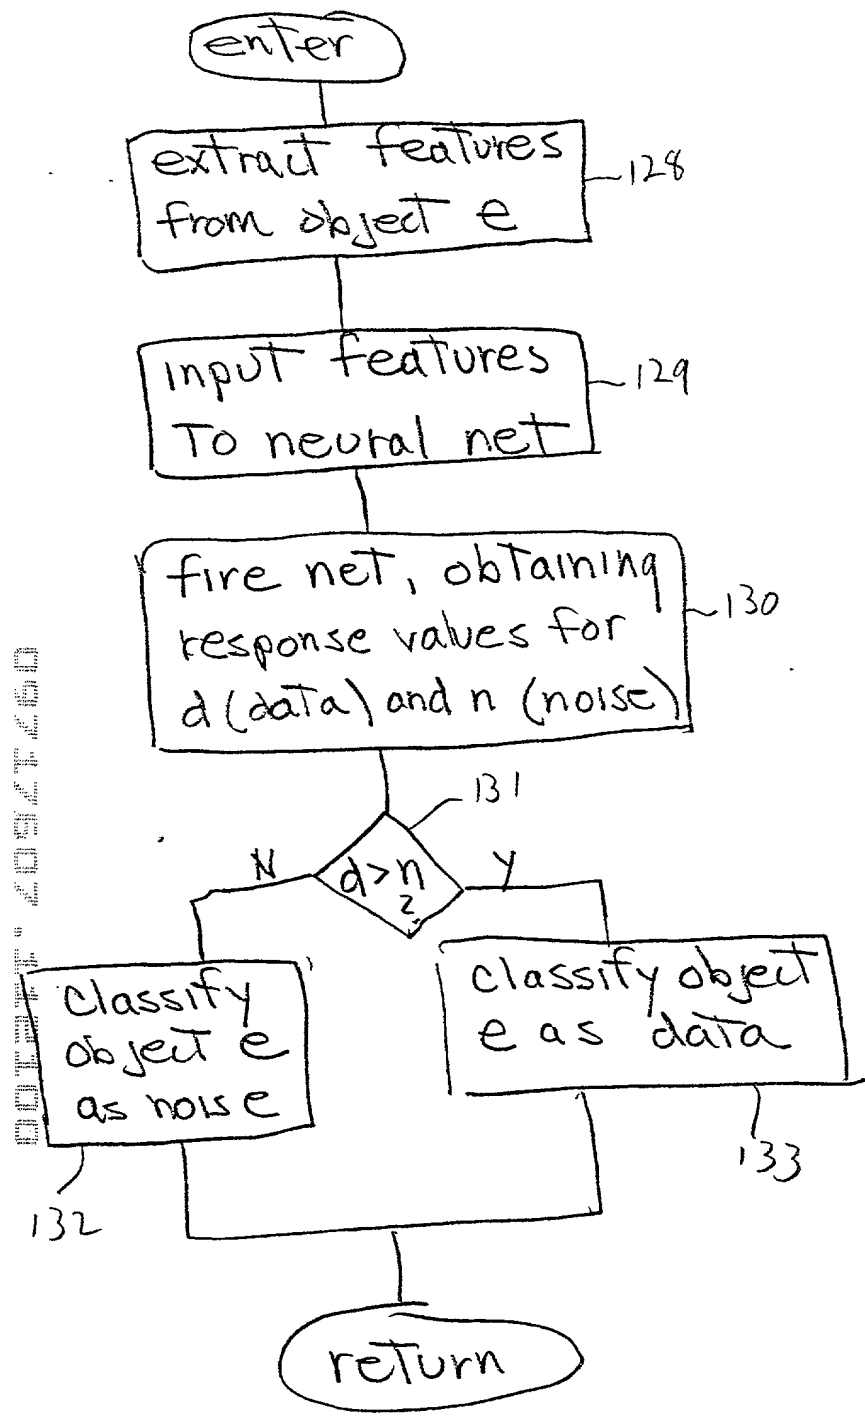 enter
extract features
from object e
128
input features
To neural net
129
fire net, obtaining
response values for
d (data) and n (noise)
130
131
N
d>n
?
Y
classify
object e
as noise
classify object
e as data
132
133
return